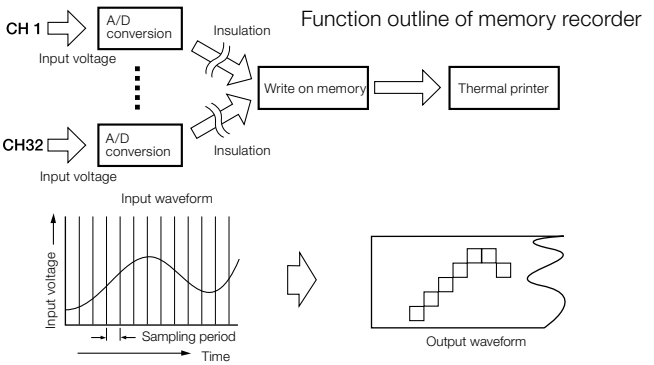 Function outline of memory recorder
CH 1
A/D
conversion
Insulation
Input voltage
Write on memory
Thermal printer
CH32
A/D
conversion
Insulation
Input voltage
Input waveform
Input voltage
Sampling period
Time
Output waveform